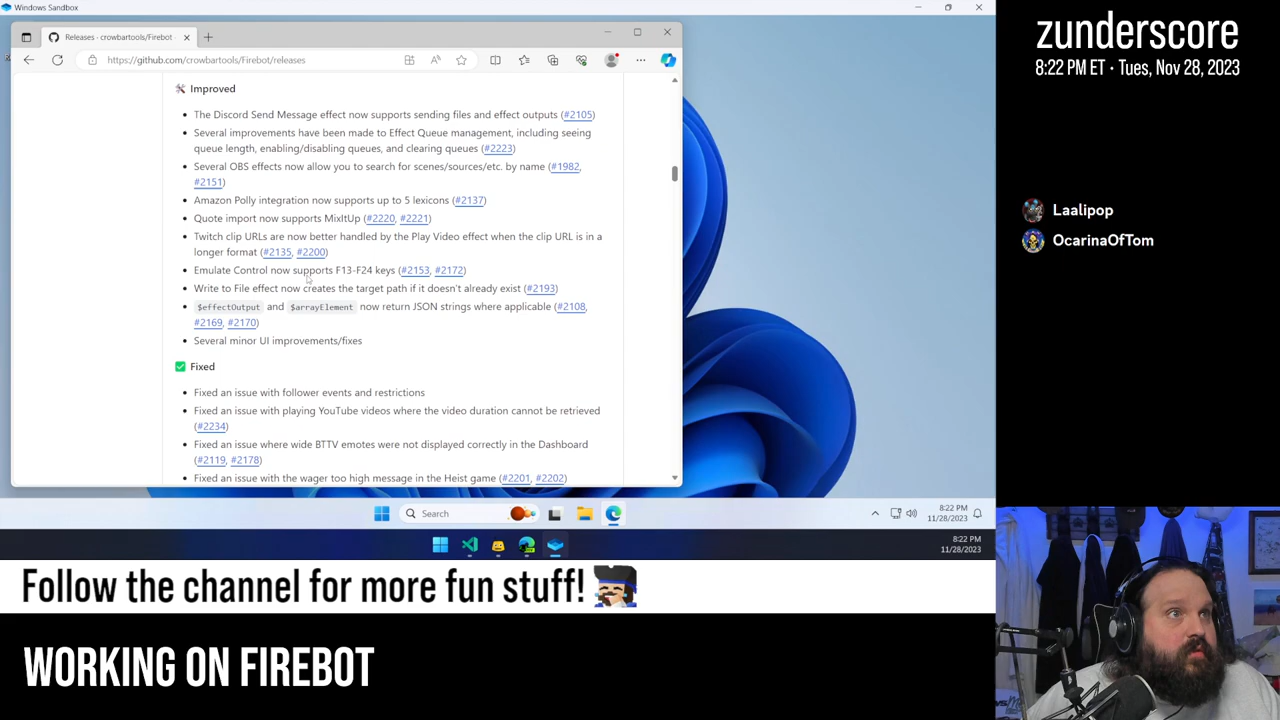 Windows Sandbox
zunderscore
8:22 PM ET • Tues, Nov 28, 2023
Releases · crowbartools/Firebot
https://github.com/crowbartools/Firebot/releases
Improved
The Discord Send Message effect now supports sending files and effect outputs (#2105)
Several improvements have been made to Effect Queue management, including seeing
queue length, enabling/disabling queues, and clearing queues (#2223)
Several OBS effects now allow you to search for scenes/sources/etc. by name (#1982,
#2151)
Amazon Polly integration now supports up to 5 lexicons (#2137)
Quote import now supports MixItUp (#2220, #2221)
Twitch clip URLs are now better handled by the Play Video effect when the clip URL is in a
longer format (#2135, #2200)
Emulate Control now supports F13-F24 keys (#2153, #2172)
Write to File effect now creates the target path if it doesn't already exist (#2193)
$effectOutput and $arrayElement now return JSON strings where applicable (#2108,
#2169, #2170)
Several minor UI improvements/fixes
Fixed
Fixed an issue with follower events and restrictions
Fixed an issue with playing YouTube videos where the video duration cannot be retrieved
(#2234)
Fixed an issue where wide BTTV emotes were not displayed correctly in the Dashboard
(#2119, #2178)
Fixed an issue with the wager too high message in the Heist game (#2201, #2202)
Laalipop
OcarinaOfTom
Search
8:22 PM
11/28/2023
8:22 PM
11/28/2023
Follow the channel for more fun stuff!
WORKING ON FIREBOT